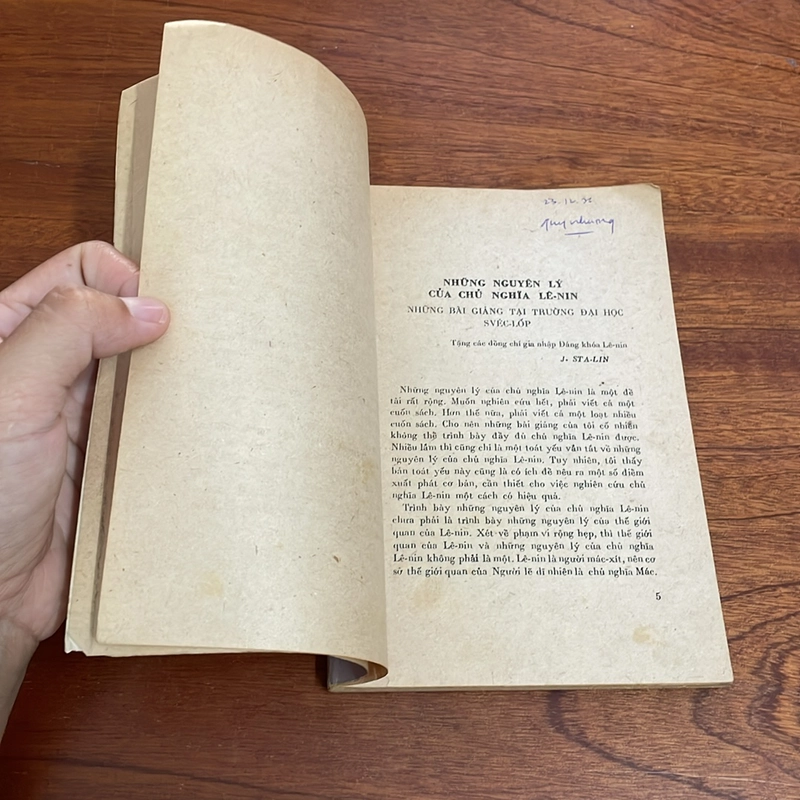 23.12.82
NHỮNG NGUYÊN LÝ
CỦA CHỦ NGHĨA LÊ-NIN
NHỮNG BÀI GIẢNG TẠI TRƯỜNG ĐẠI HỌC
SVÉC-LỐP
Tặng các đồng chí gia nhập Đảng khóa Lê-nin
J. STA-LIN
Những nguyên lý của chủ nghĩa Lê-nin là một đề
tài rất rộng. Muốn nghiên cứu hết, phải viết cả một
cuốn sách. Hơn thế nữa, phải viết cả một loạt nhiều
cuốn sách. Cho nên những bài giảng của tôi cố nhiên
không thể trình bày đầy đủ chủ nghĩa Lê-nin được.
Nhiều lắm thì cũng chỉ là một toát yếu vắn tắt về những
nguyên lý của chủ nghĩa Lê-nin. Tuy nhiên, tôi thấy
bản toát yếu này cũng là có ích để nêu ra một số điểm
xuất phát cơ bản, cần thiết cho việc nghiên cứu chủ
nghĩa Lê-nin một cách có hiệu quả.
Trình bày những nguyên lý của chủ nghĩa Lê-nin
chưa phải là trình bày những nguyên lý của thế giới
quan của Lê-nin. Xét về phạm vi rộng hẹp, thì thế giới
quan của Lê-nin và những nguyên lý của chủ nghĩa
Lê-nin không phải là một. Lê-nin là người mác-xít, nên cơ
sở thế giới quan của Người lẽ dĩ nhiên là chủ nghĩa Mác.
5